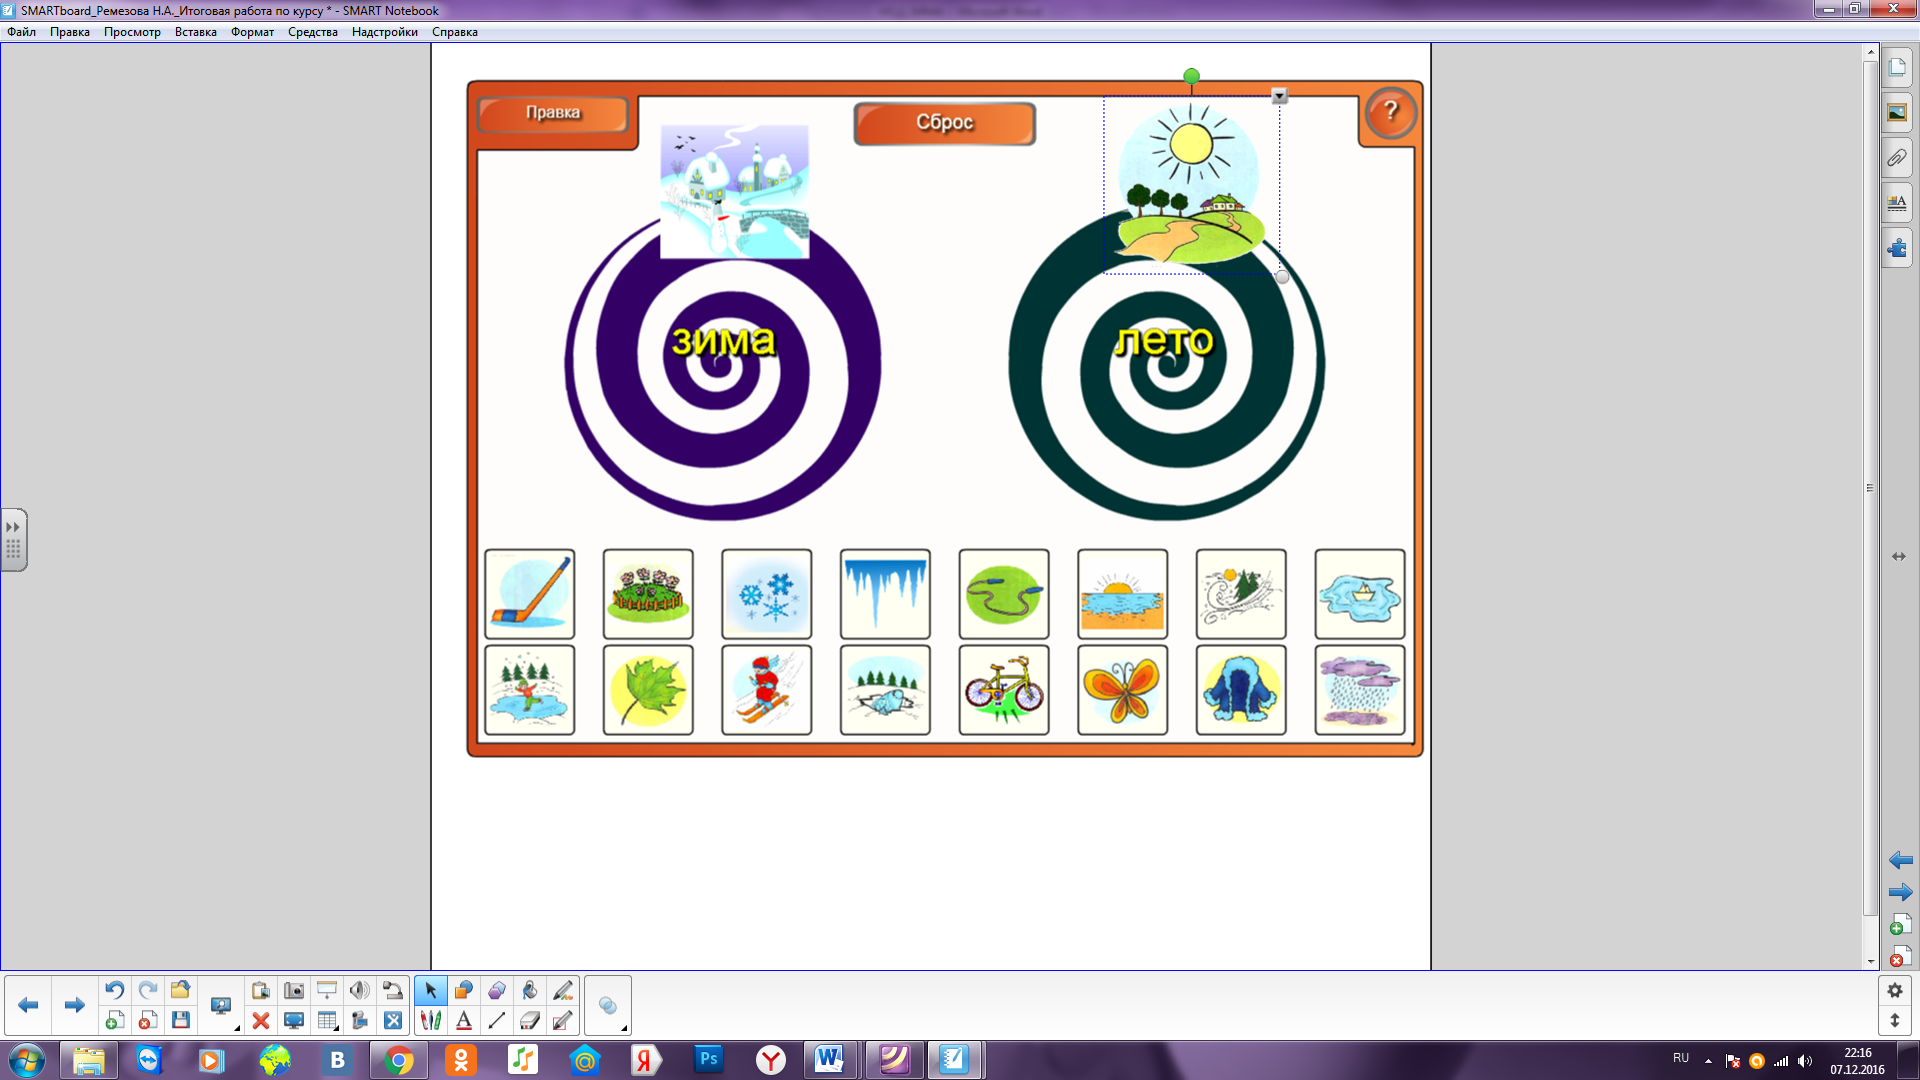 SMARTboard_Ремезова Н.А._Итоговая работа по курсу * - SMART Notebook
Файл Правка Просмотр Вставка Формат Средства Надстройки Справка
Правка
Сброс
?
зима
лето
A
A
B
Я
Ps
Y
W
RU
22:16
07.12.2016